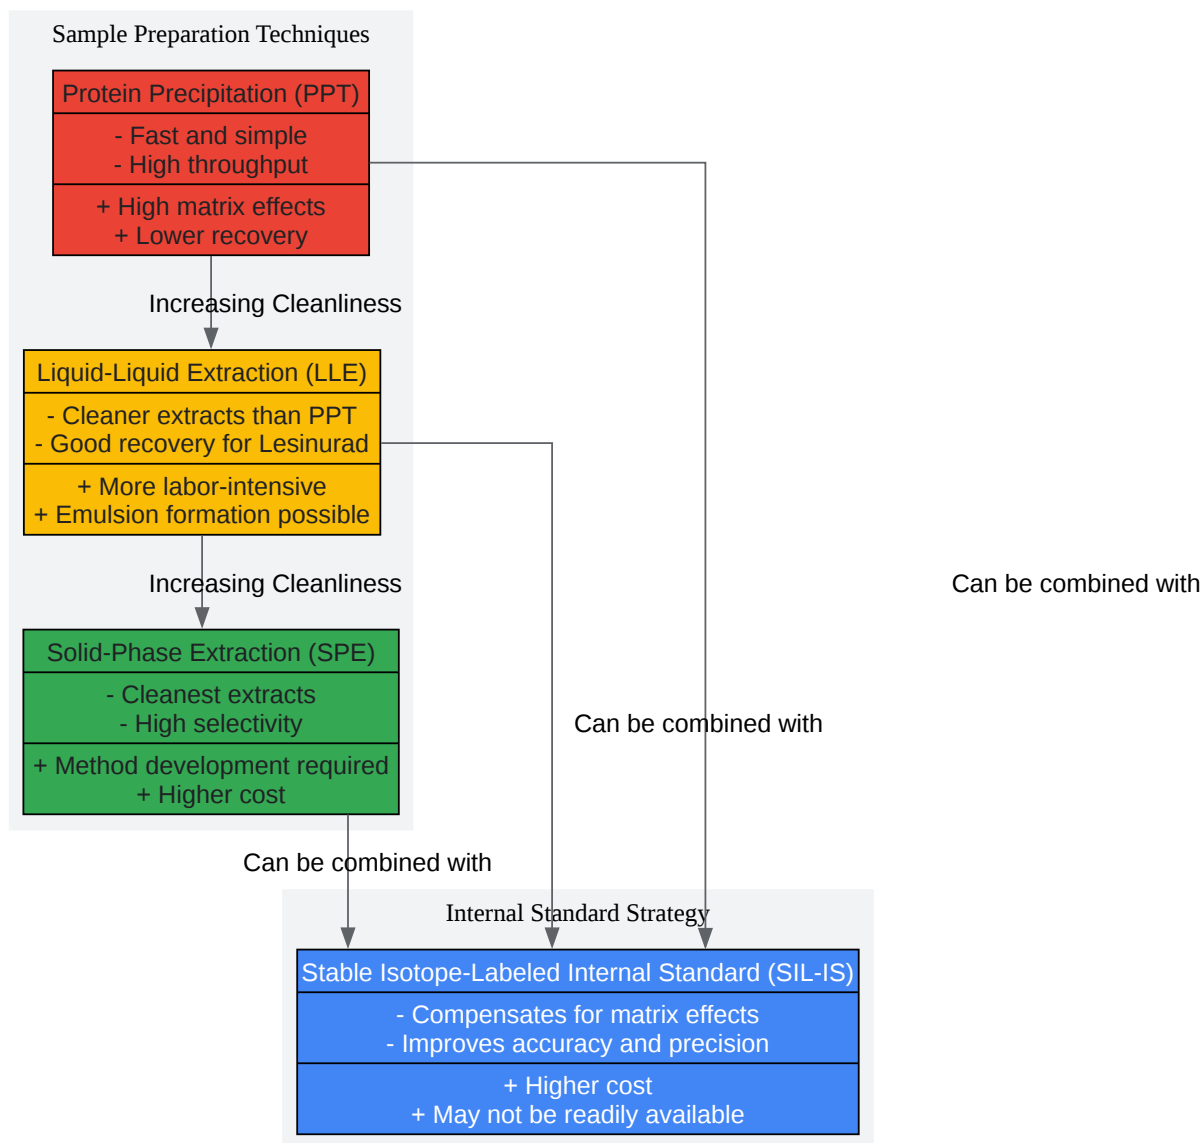 Sample Preparation Techniques
Protein Precipitation (PPT)
- Fast and simple
- High throughput
+ High matrix effects
+ Lower recovery
Increasing Cleanliness
Liquid-Liquid Extraction (LLE)
- Cleaner extracts than PPT
- Good recovery for Lesinurad
+ More labor-intensive
+ Emulsion formation possible
Increasing Cleanliness
Can be combined with
Solid-Phase Extraction (SPE)
- Cleanest extracts
- High selectivity
+ Method development required
+ Higher cost
Can be combined with
Can be combined with
Internal Standard Strategy
Stable Isotope-Labeled Internal Standard (SIL-IS)
- Compensates for matrix effects
- Improves accuracy and precision
+ Higher cost
+ May not be readily available